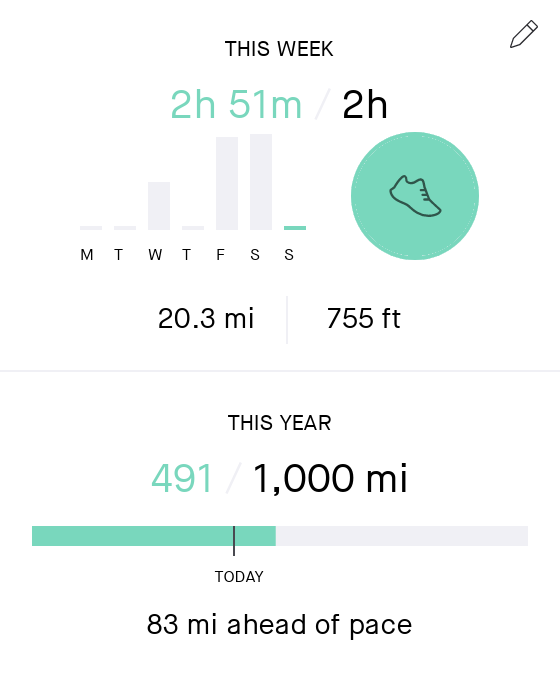 THIS WEEK
2h 51m / 2h
M T W T F S S
20.3 mi 755 ft
THIS YEAR
491 / 1,000 mi
TODAY
83 mi ahead of pace